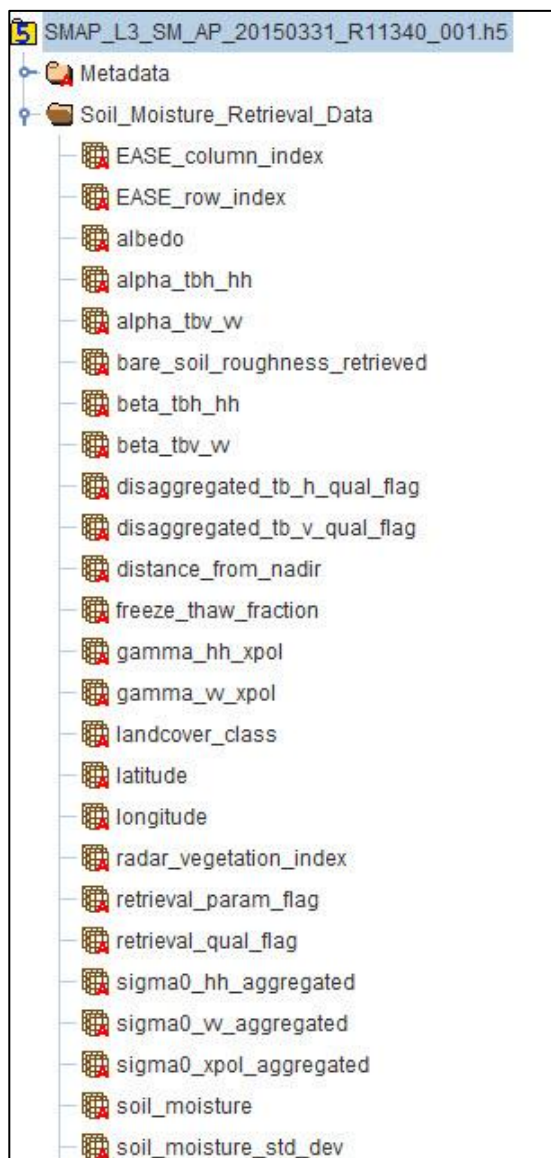 SMAP_L3_SM_AP_20150331_R11340_001.h5
Metadata
Soil_Moisture_Retrieval_Data
EASE_column_index
EASE_row_index
albedo
alpha_tbh_hh
alpha_tbv_vv
bare_soil_roughness_retrieved
beta_tbh_hh
beta_tbv_vv
disaggregated_tb_h_qual_flag
disaggregated_tb_v_qual_flag
distance_from_nadir
freeze_thaw_fraction
gamma_hh_xpol
gamma_vv_xpol
landcover_class
latitude
longitude
radar_vegetation_index
retrieval_param_flag
retrieval_qual_flag
sigma0_hh_aggregated
sigma0_vv_aggregated
sigma0_xpol_aggregated
soil_moisture
soil_moisture_std_dev